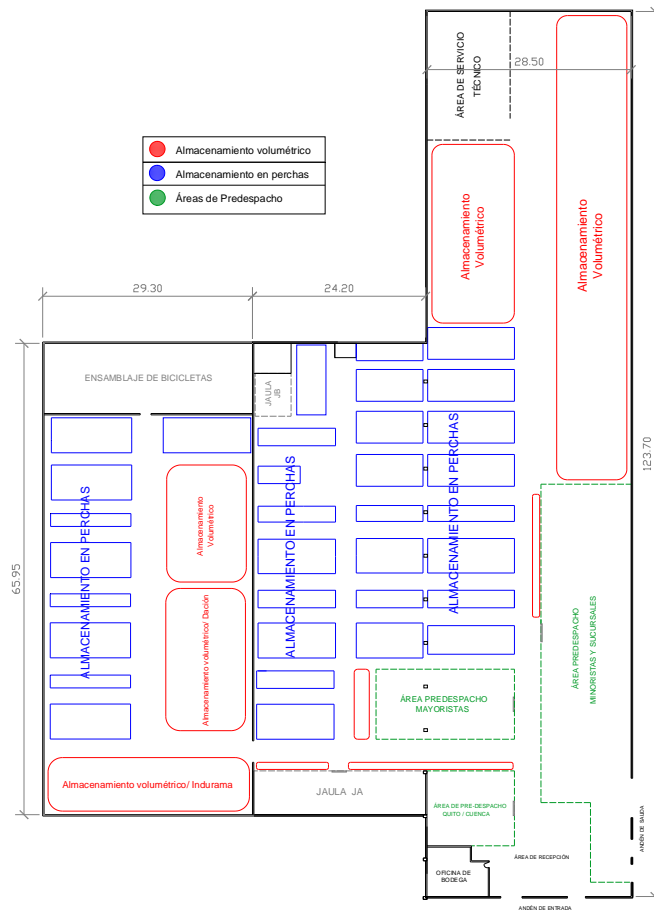 ÁREA DE SERVICIO
TÉCNICO
28.50
Almacenamiento volumétrico
Almacenamiento en perchas
Áreas de Predespacho
Almacenamiento
Volumétrico
Almacenamiento
Volumétrico
29.30
24.20
123.70
65.95
ENSAMBLAJE DE BICICLETAS
JAULA
JB
ALMACENAMIENTO EN PERCHAS
ALMACENAMIENTO EN PERCHAS
ALMACENAMIENTO EN PERCHAS
Almacenamiento
Volumétrico
Almacenamiento volumétrico/ Dación
ÁREA PREDESPACHO
MINORISTAS Y SUCURSALES
ÁREA PREDESPACHO
MAYORISTAS
Almacenamiento volumétrico/ Indurama
JAULA JA
ÁREA DE PRE-DESPACHO
QUITO / CUENCA
ANDÉN DE SALIDA
ÁREA DE RECEPCIÓN
OFICINA DE
BODEGA
ANDÉN DE ENTRADA